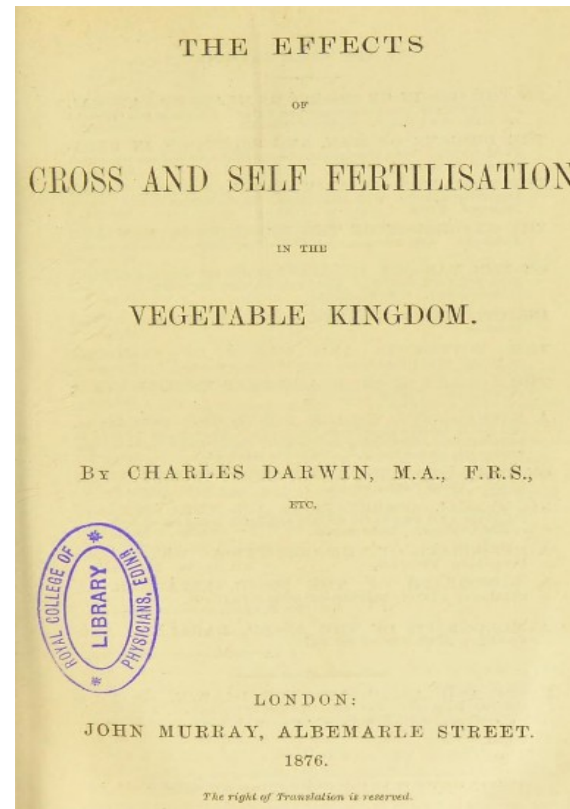 THE EFFECTS
OF
CROSS AND SELF FERTILISATION
IN THE
VEGETABLE KINGDOM.
BY CHARLES DARWIN, M.A., F.R.S.,
ETC.
ROYAL COLLEGE OF
LIBRARY
PHYSICIANS, EDINR.
LONDON:
JOHN MURRAY, ALBEMARLE STREET.
1876.
The right of Translation is reserved.